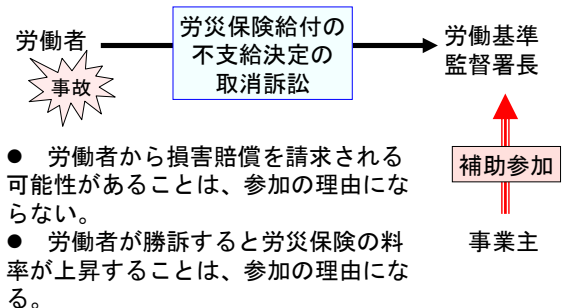 労働者
事故
労災保険給付の
不支給決定の
取消訴訟
労働基準
監督署長
補助参加
事業主
●　労働者から損害賠償を請求される
可能性があることは、参加の理由にな
らない。
●　労働者が勝訴すると労災保険の料
率が上昇することは、参加の理由にな
る。